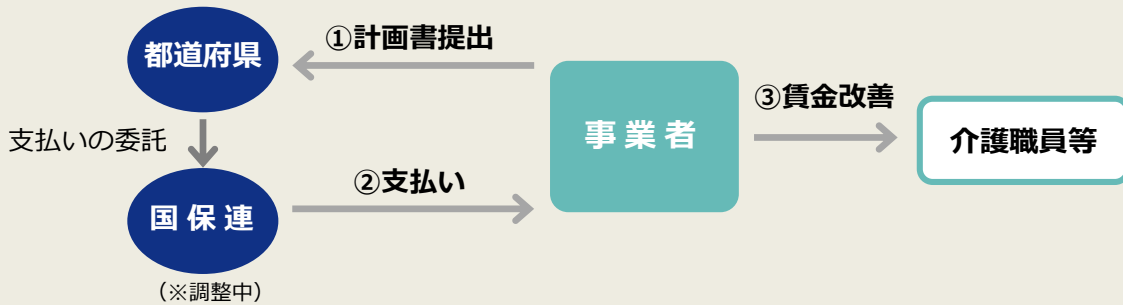 ①計画書提出
都道府県
③賃金改善
事業者
介護職員等
支払いの委託
②支払い
国保連
（※調整中）